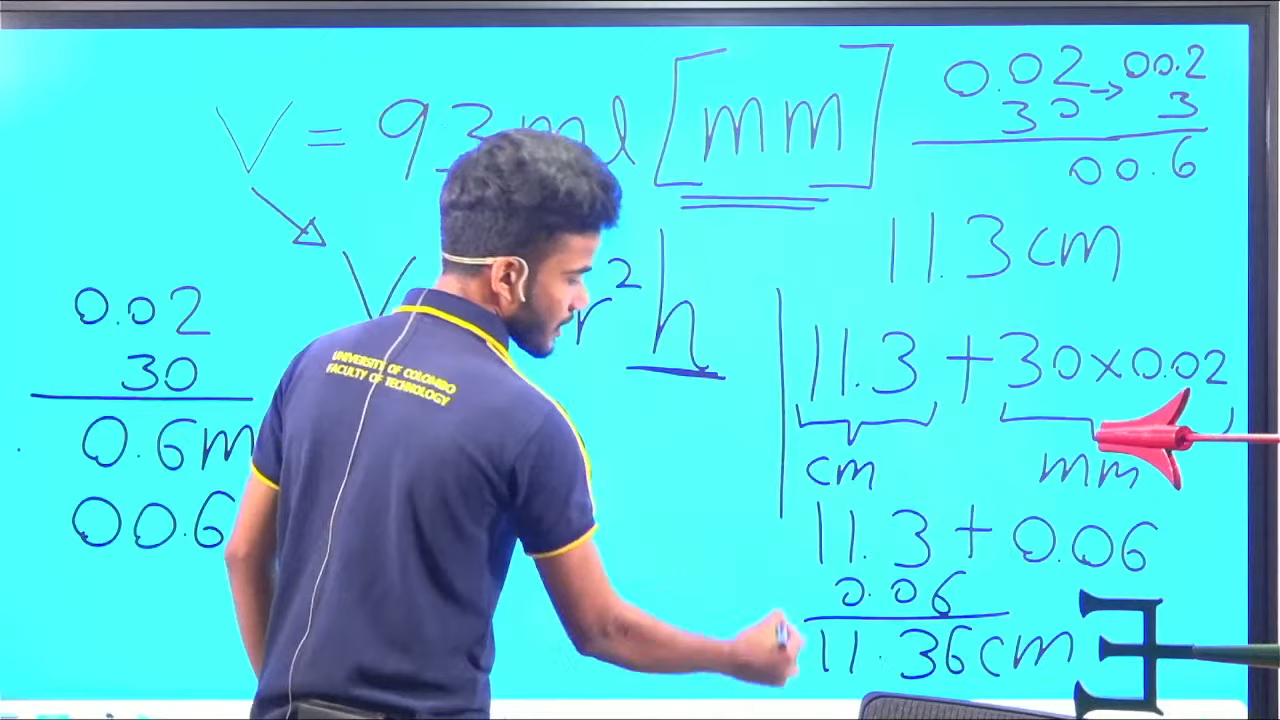 V = 93ml [mm]
0.02 → 00.2
30 3
00.6
11.3 cm
r² h
0.02
30
0.6m
00.6
11.3 + 30×0.02
cm mm
11.3 + 0.06
0.06
11.36cm
UNIVERSITY OF COLOMBO
FACULTY OF TECHNOLOGY